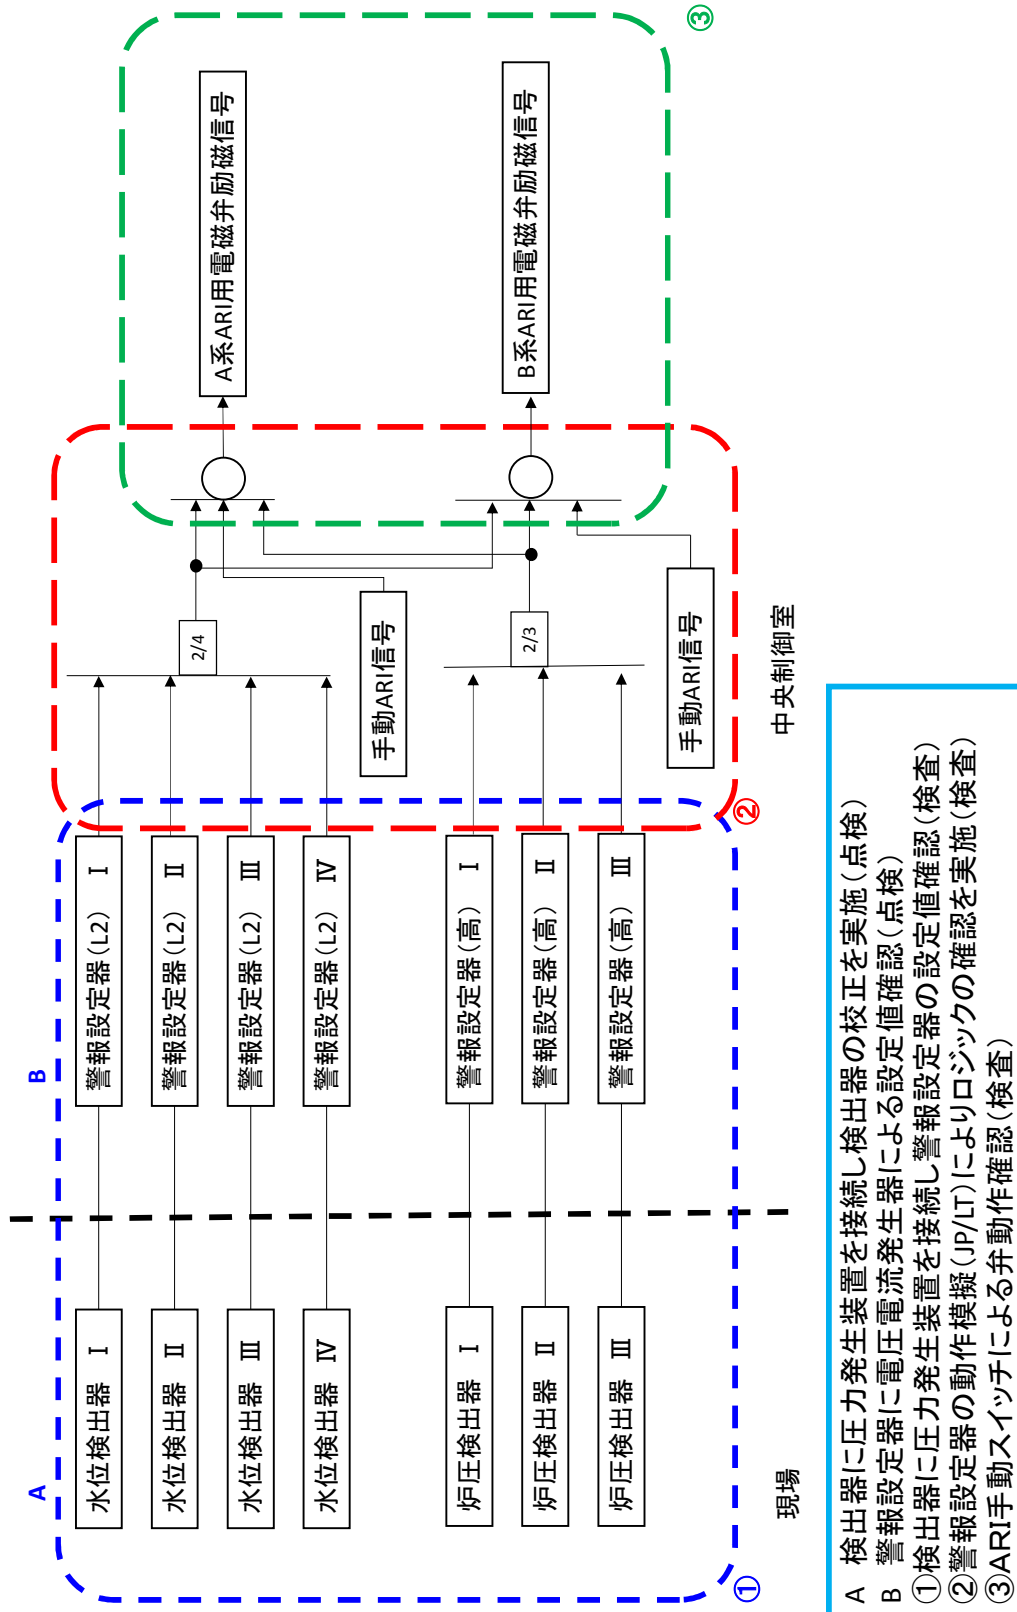 A
B
水位検出器 Ⅰ
警報設定器(L2) Ⅰ
水位検出器 Ⅱ
警報設定器(L2) Ⅱ
水位検出器 Ⅲ
警報設定器(L2) Ⅲ
水位検出器 Ⅳ
警報設定器(L2) Ⅳ
2/4
手動ARI信号
A系ARI用電磁弁励磁信号
炉圧検出器 Ⅰ
警報設定器(高) Ⅰ
炉圧検出器 Ⅱ
警報設定器(高) Ⅱ
炉圧検出器 Ⅲ
警報設定器(高) Ⅲ
2/3
手動ARI信号
B系ARI用電磁弁励磁信号
①
②
③
現場
中央制御室
A 検出器に圧力発生装置を接続し検出器の校正を実施(点検)
B 警報設定器に電圧電流発生器による設定値確認(点検)
①検出器に圧力発生装置を接続し警報設定器の設定値確認(検査)
②警報設定器の動作模擬(JP/LT)によりロジックの確認を実施(検査)
③ARI手動スイッチによる弁動作確認(検査)